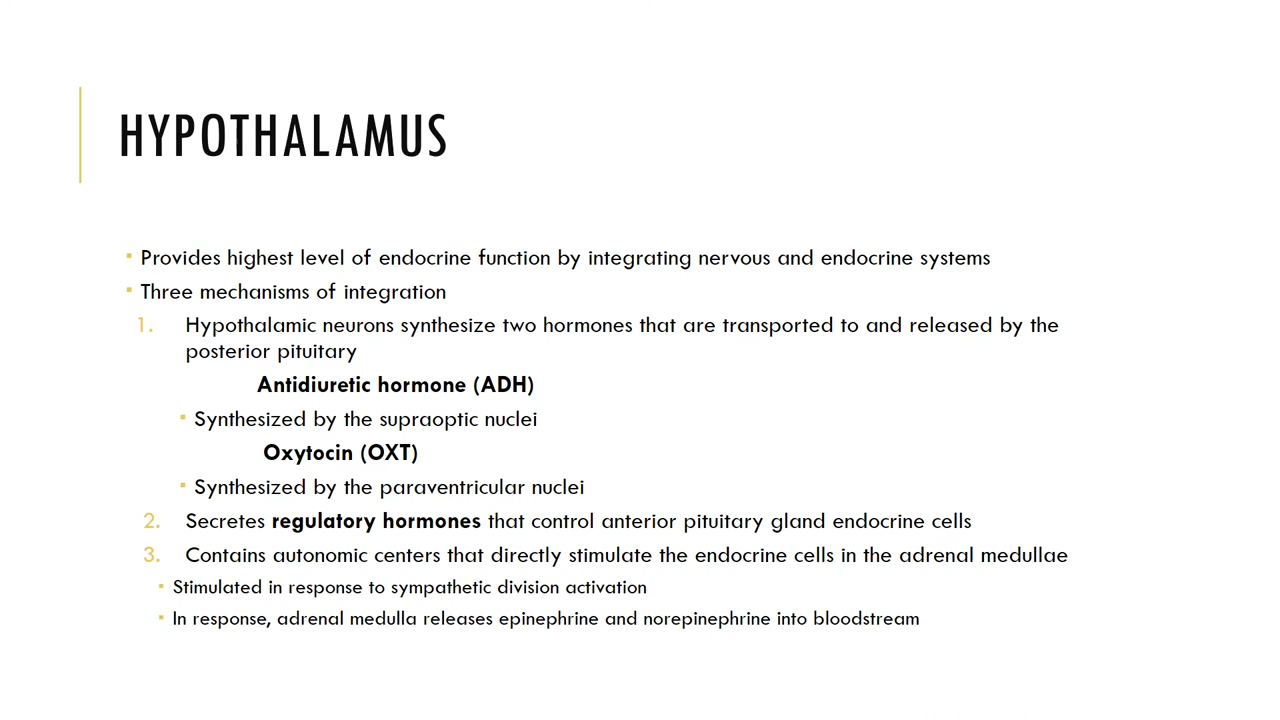 HYPOTHALAMUS
▪ Provides highest level of endocrine function by integrating nervous and endocrine systems
▪ Three mechanisms of integration
1. Hypothalamic neurons synthesize two hormones that are transported to and released by the
posterior pituitary
Antidiuretic hormone (ADH)
▪ Synthesized by the supraoptic nuclei
Oxytocin (OXT)
▪ Synthesized by the paraventricular nuclei
2. Secretes regulatory hormones that control anterior pituitary gland endocrine cells
3. Contains autonomic centers that directly stimulate the endocrine cells in the adrenal medullae
▪ Stimulated in response to sympathetic division activation
▪ In response, adrenal medulla releases epinephrine and norepinephrine into bloodstream